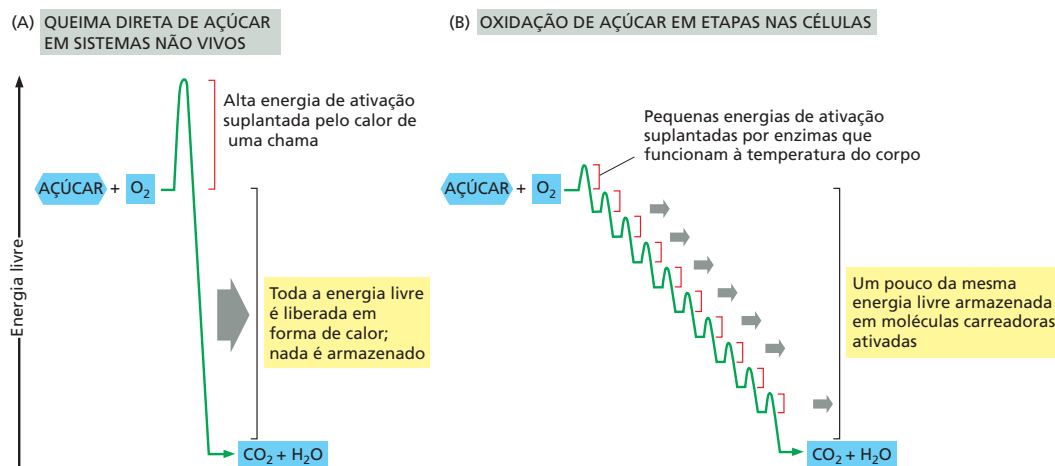 (A) QUEIMA DIRETA DE AÇÚCAR
EM SISTEMAS NÃO VIVOS
Energia livre
Alta energia de ativação
suplantada pelo calor de
uma chama
AÇÚCAR + O₂
Toda a energia livre
é liberada em
forma de calor;
nada é armazenado
CO₂ + H₂O
(B) OXIDAÇÃO DE AÇÚCAR EM ETAPAS NAS CÉLULAS
Pequenas energias de ativação
suplantadas por enzimas que
funcionam à temperatura do corpo
AÇÚCAR + O₂
Um pouco da mesma
energia livre armazenada
em moléculas carreadoras
ativadas
CO₂ + H₂O